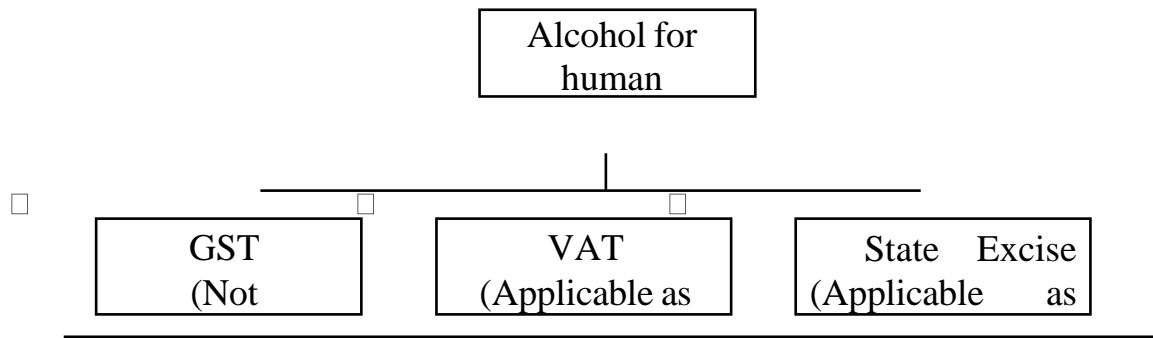 Alcohol for
human
GST
(Not
VAT
(Applicable as
State Excise
(Applicable as